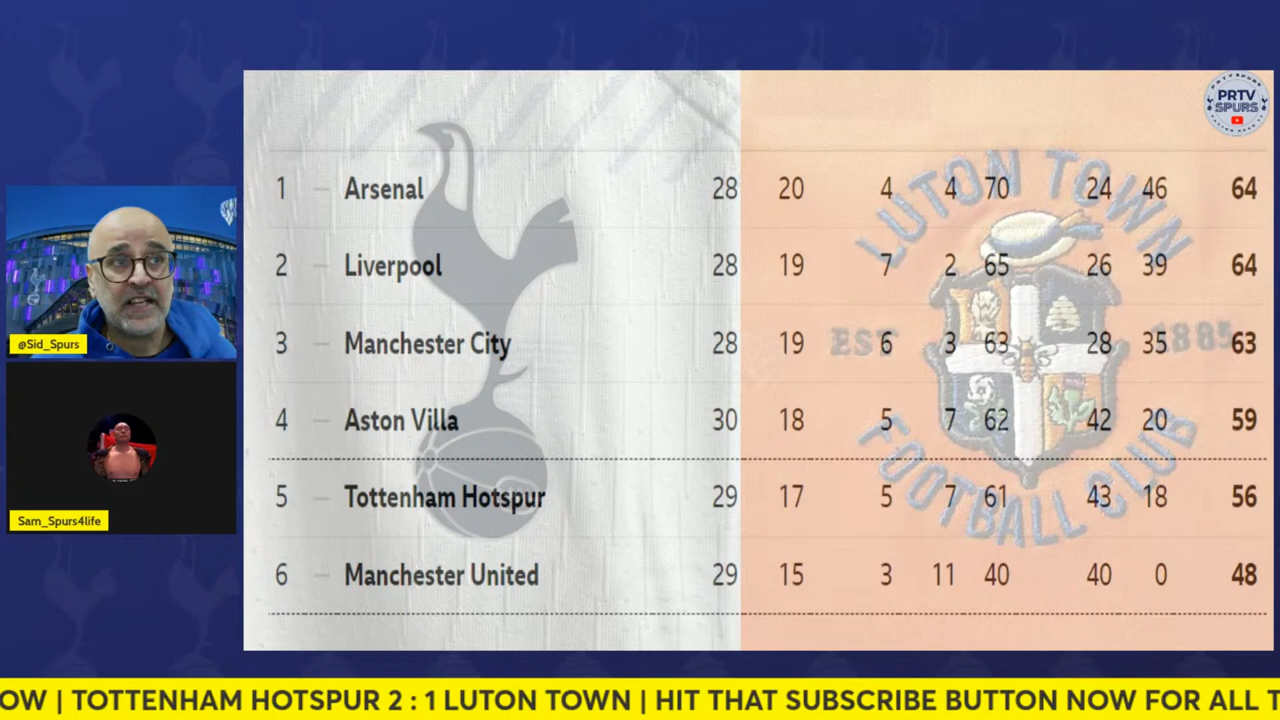 PRTV
SPURS
LUTON TOWN
EST 1885
FOOTBALL CLUB
1 — Arsenal 28 20 4 4 70 24 46 64
2 — Liverpool 28 19 7 2 65 26 39 64
3 — Manchester City 28 19 6 3 63 28 35 63
4 — Aston Villa 30 18 5 7 62 42 20 59
5 — Tottenham Hotspur 29 17 5 7 61 43 18 56
6 — Manchester United 29 15 3 11 40 40 0 48
@Sid_Spurs
Sam_Spurs4life
OW | TOTTENHAM HOTSPUR 2 : 1 LUTON TOWN | HIT THAT SUBSCRIBE BUTTON NOW FOR ALL T